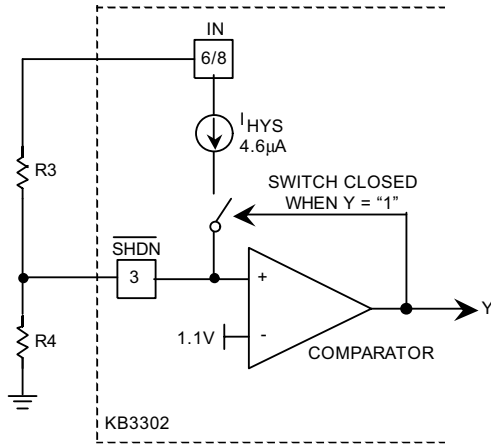 IN
6/8
I HYS
4.6µA
R3
SWITCH CLOSED
WHEN Y = “1”
SHDN
3
+
Y
1.1V
-
COMPARATOR
R4
KB3302